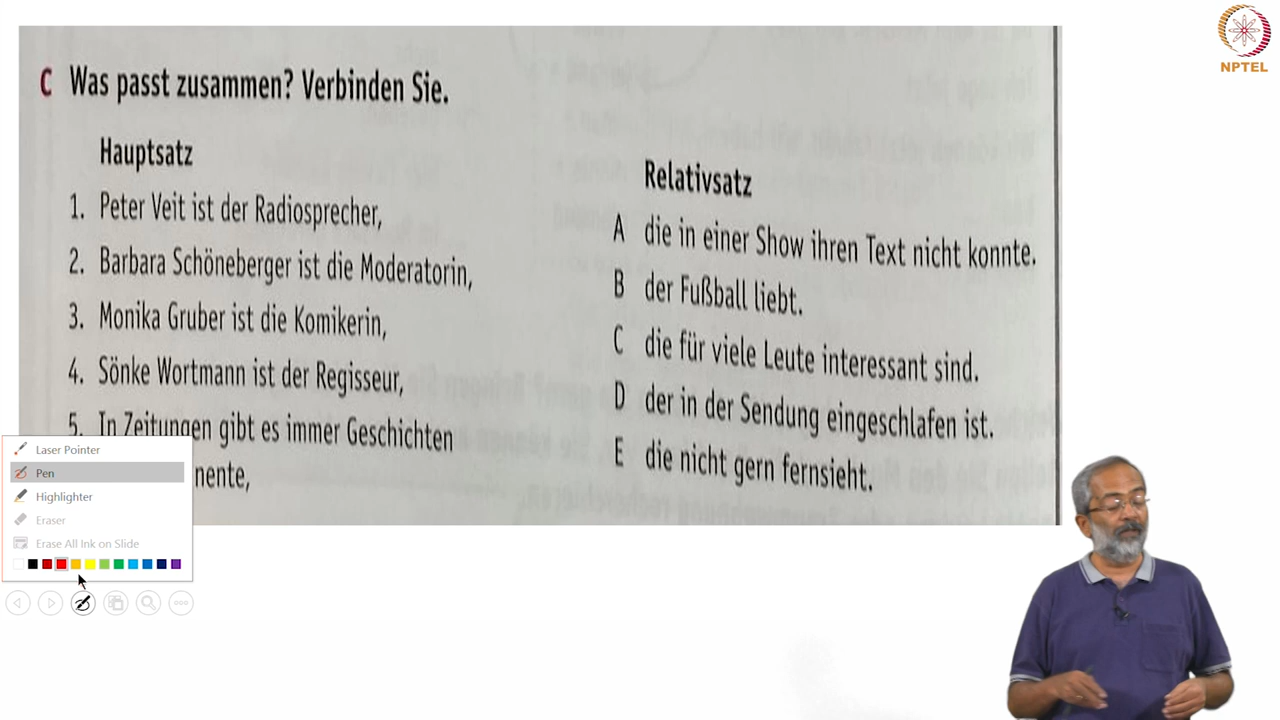 NPTEL
C Was passt zusammen? Verbinden Sie.
Hauptsatz
1. Peter Veit ist der Radiosprecher,
2. Barbara Schöneberger ist die Moderatorin,
3. Monika Gruber ist die Komikerin,
4. Sönke Wortmann ist der Regisseur,
5. In Zeitungen gibt es immer Geschichten
nente,
Relativsatz
A die in einer Show ihren Text nicht konnte.
B der Fußball liebt.
C die für viele Leute interessant sind.
D der in der Sendung eingeschlafen ist.
E die nicht gern fernsieht.
Laser Pointer
Pen
Highlighter
Eraser
Erase All Ink on Slide